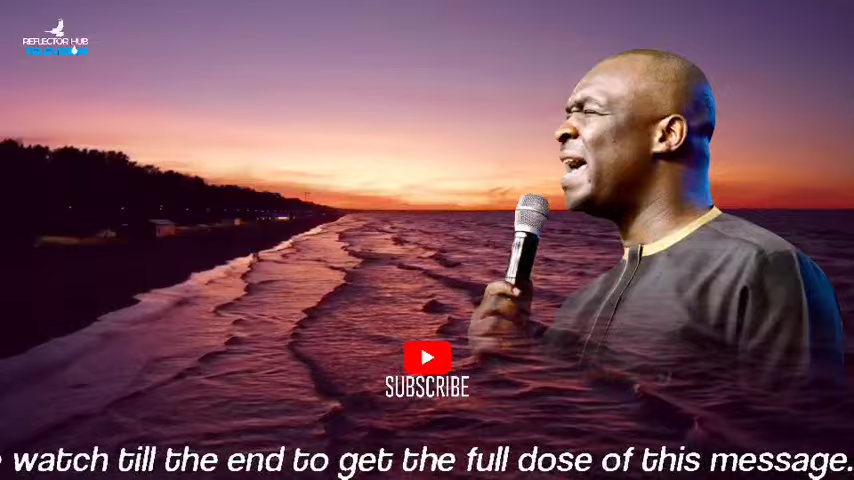 REFLECTOR HUB
SUBSCRIBE
watch till the end to get the full dose of this message.